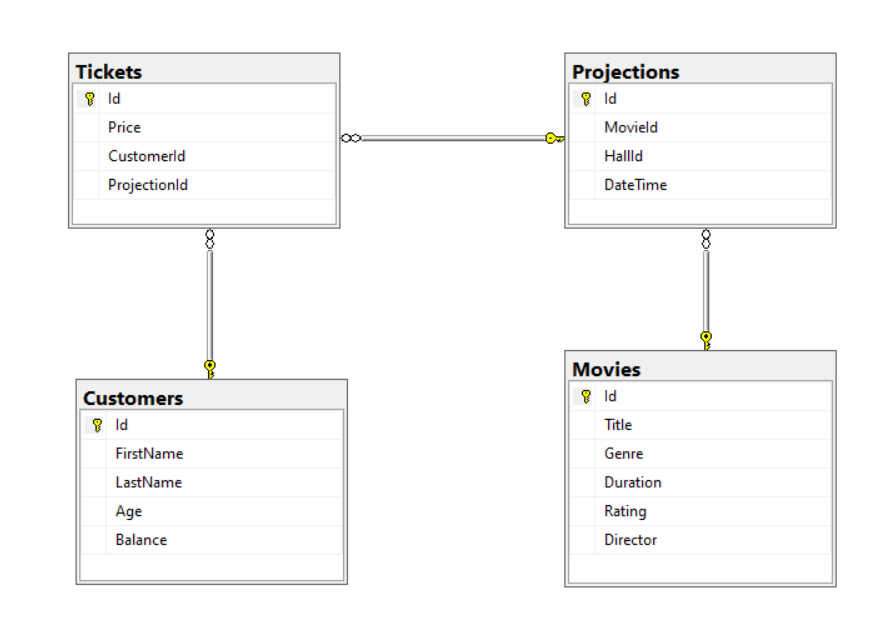 Tickets
Id
Price
CustomerId
ProjectionId
Projections
Id
MovieId
HallId
DateTime
Customers
Id
FirstName
LastName
Age
Balance
Movies
Id
Title
Genre
Duration
Rating
Director